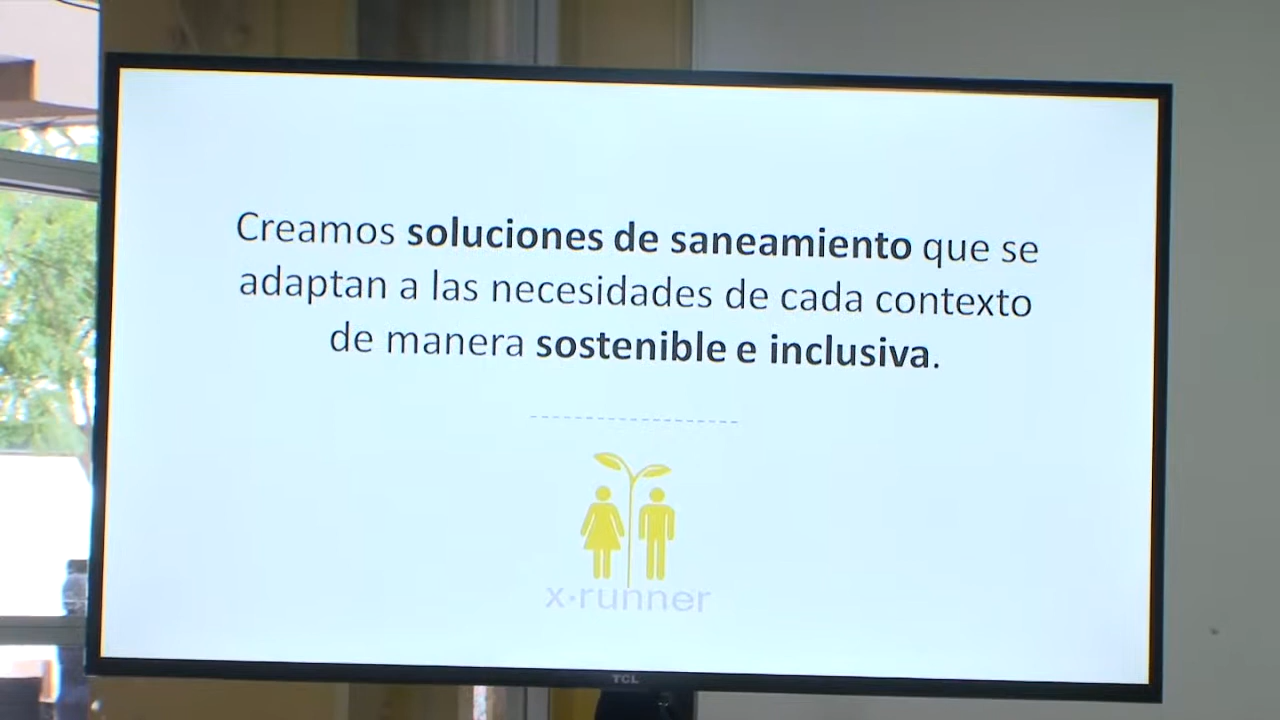 Creamos soluciones de saneamiento que se
adaptan a las necesidades de cada contexto
de manera sostenible e inclusiva.
x·runner
TCL